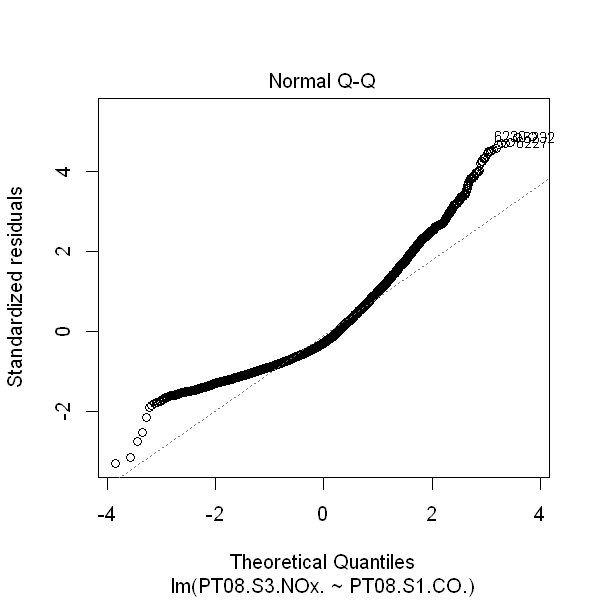 Normal Q-Q
Standardized residuals
4
2
0
-2
-4
-2
0
2
4
Theoretical Quantiles
lm(PT08.S3.NOx. ~ PT08.S1.CO.)